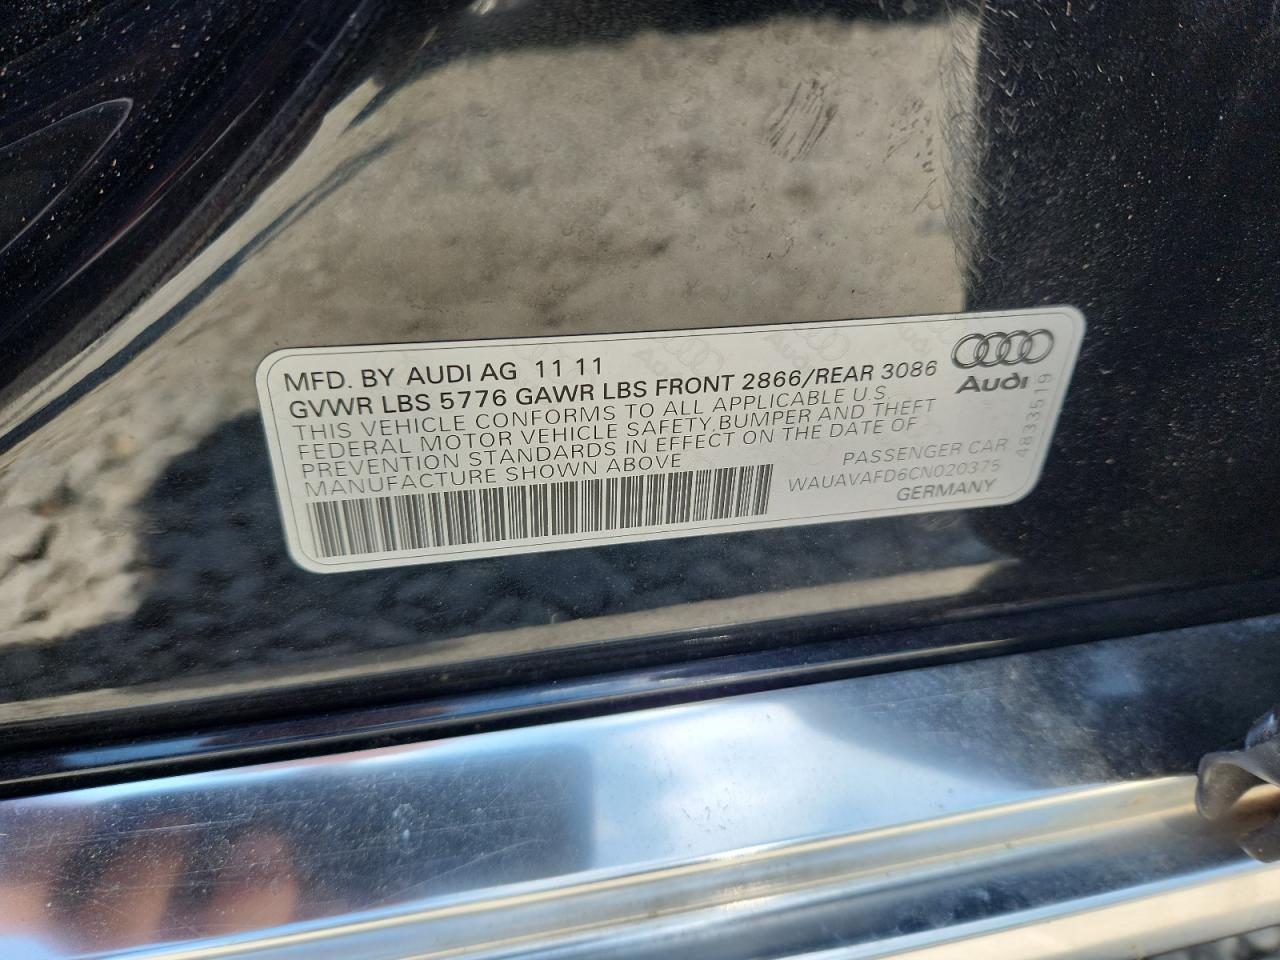 MFD. BY AUDI AG 11 11
GVWR LBS 5776 GAWR LBS FRONT 2866/REAR 3086
THIS VEHICLE CONFORMS TO ALL APPLICABLE U.S.
FEDERAL MOTOR VEHICLE SAFETY,BUMPER AND THEFT
PREVENTION STANDARDS IN EFFECT ON THE DATE OF
MANUFACTURE SHOWN ABOVE
PASSENGER CAR
WAUAVAFD6CN020375
GERMANY
Audi
4833519